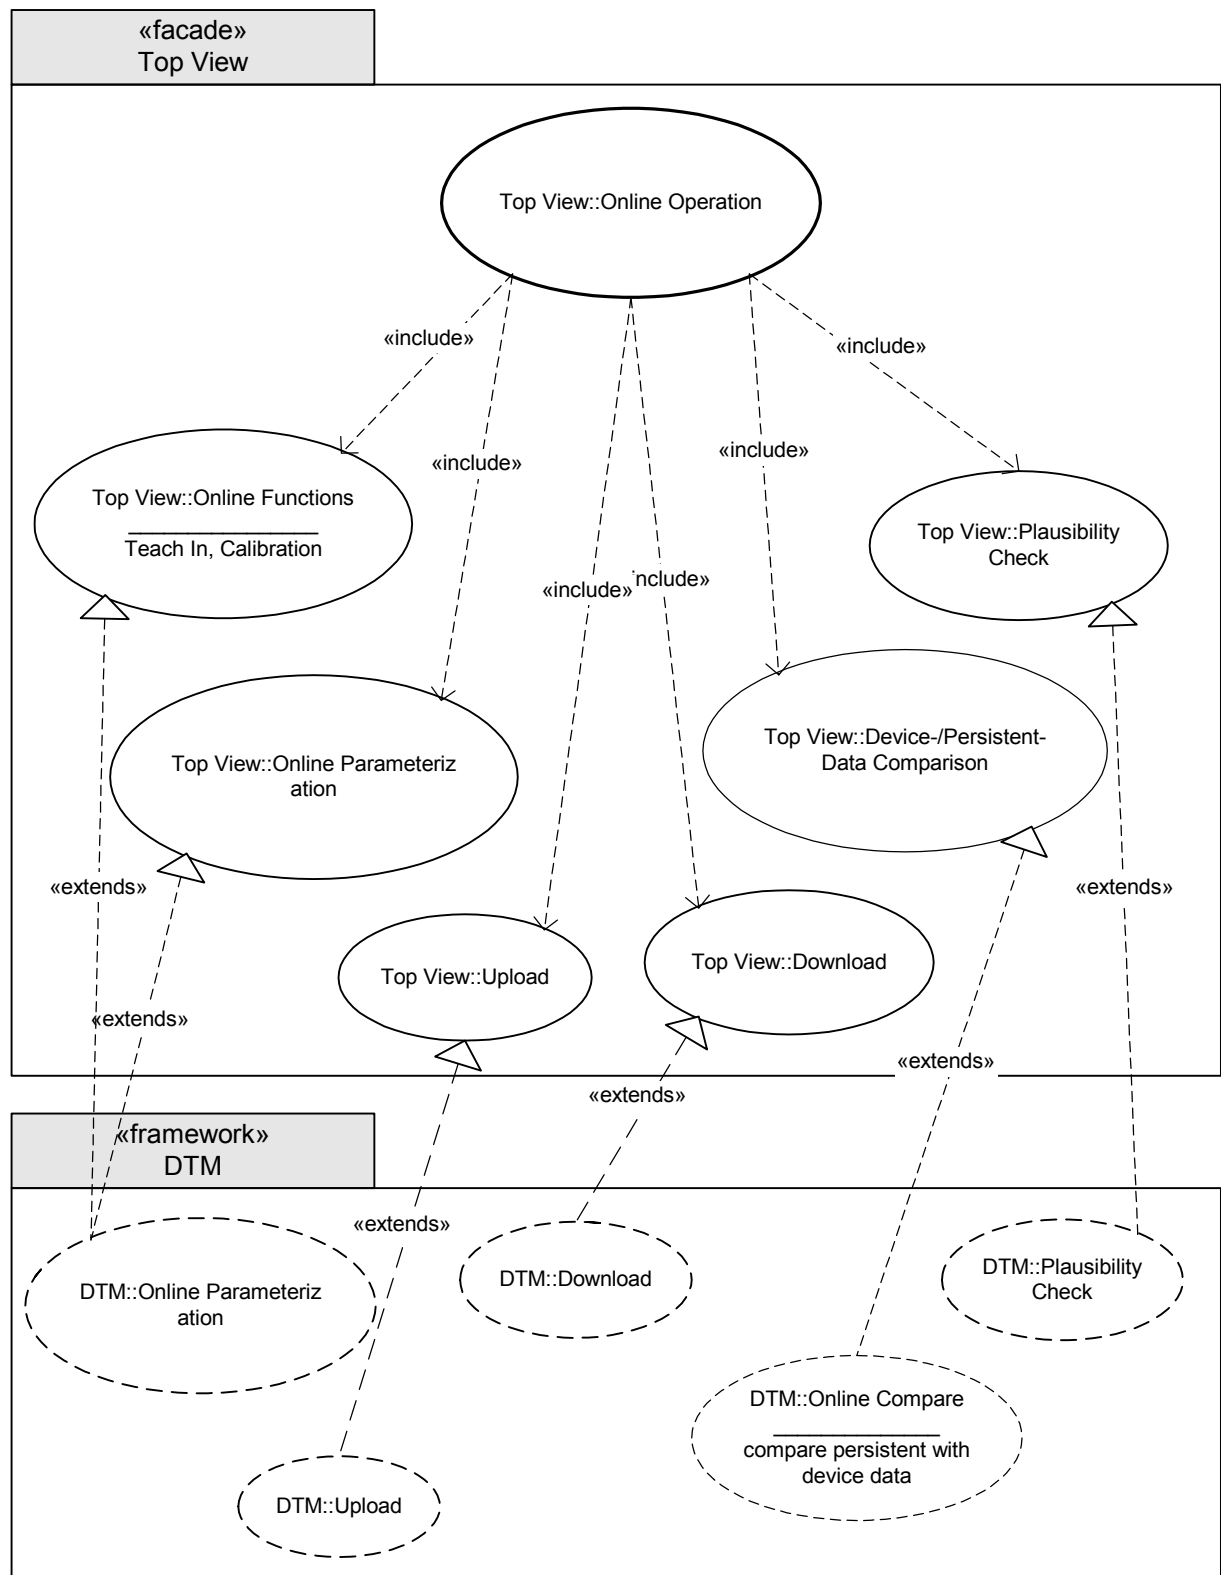 «facade»
Top View
Top View::Online Operation
«include»
«include»
«include»
«include»
Top View::Online Functions
Teach In, Calibration
Top View::Plausibility
Check
«include»
include»
Top View::Online Parameteriz
ation
Top View::Device-/Persistent-
Data Comparison
«extends»
«extends»
Top View::Upload
Top View::Download
«extends»
«extends»
«extends»
«framework»
DTM
«extends»
DTM::Online Parameteriz
ation
DTM::Download
DTM::Plausibility
Check
DTM::Online Compare
compare persistent with
device data
DTM::Upload